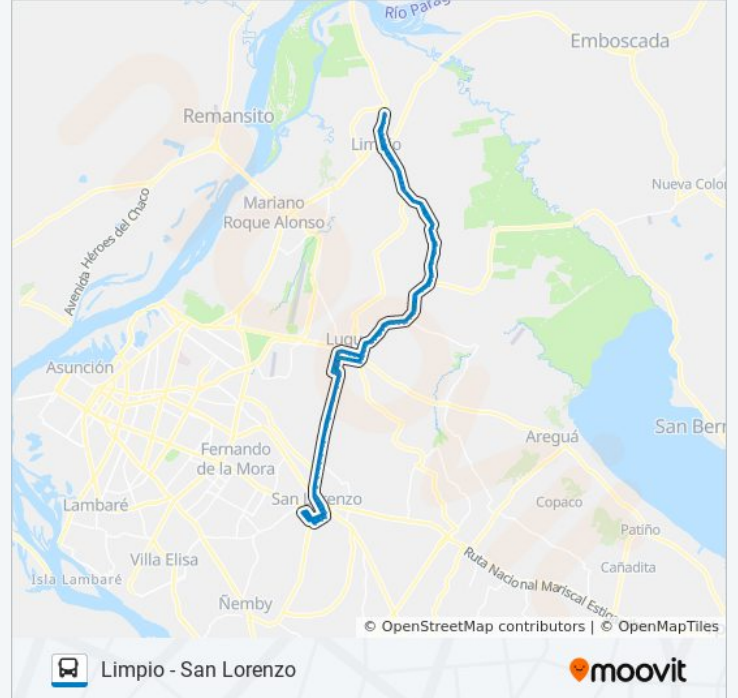 Río Parag
Emboscada
Remansito
Limpio
Nueva Color
Mariano
Roque Alonso
Avenida Héroes del Chaco
Luque
Asunción
San Bern
Areguá
Fernando
de la Mora
San Lorenzo
Copaco
Lambaré
Patiño
Villa Elisa
Cañadita
Isla Lambaré
Ruta Nacional Mariscal Estig
Ñemby
© OpenStreetMap contributors | © OpenMapTiles
Limpio - San Lorenzo
moovit